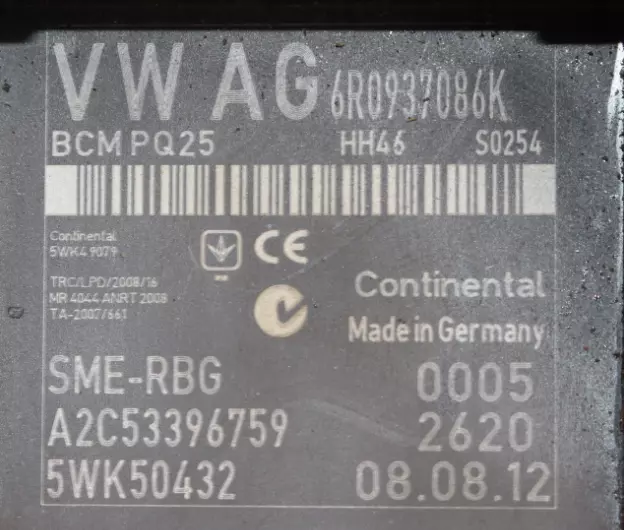 VW AG 6R0937086K
BCM PQ25 HH46 S0254
Continental
5WK4 9079
CE
TRC/LPD/2008/16
MR 4044 ANRT 2008
TA-2007/661
Continental
Made in Germany
SME-RBG 0005
A2C53396759 2620
5WK50432 08.08.12